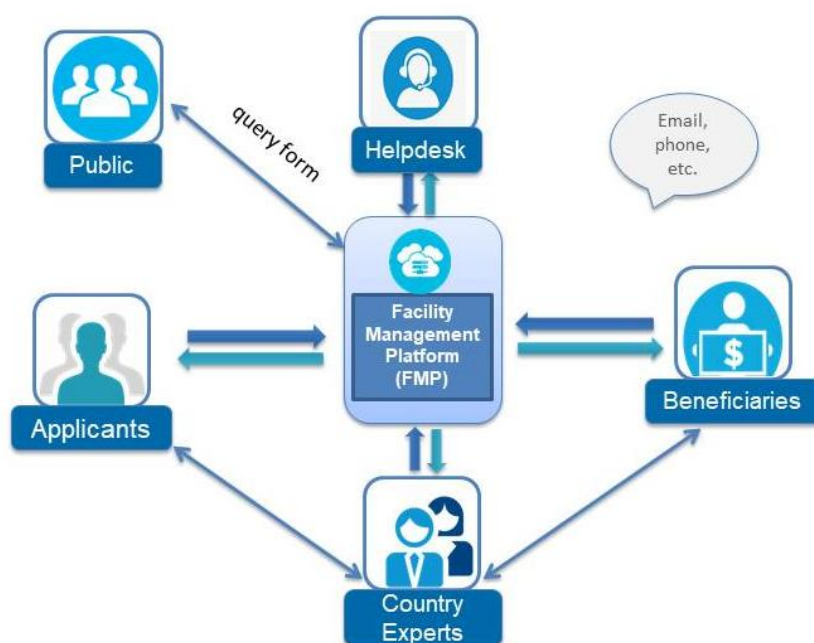 Public
query form
Helpdesk
Email,
phone,
etc.
Facility
Management
Platform
(FMP)
Applicants
$
Beneficiaries
Country
Experts